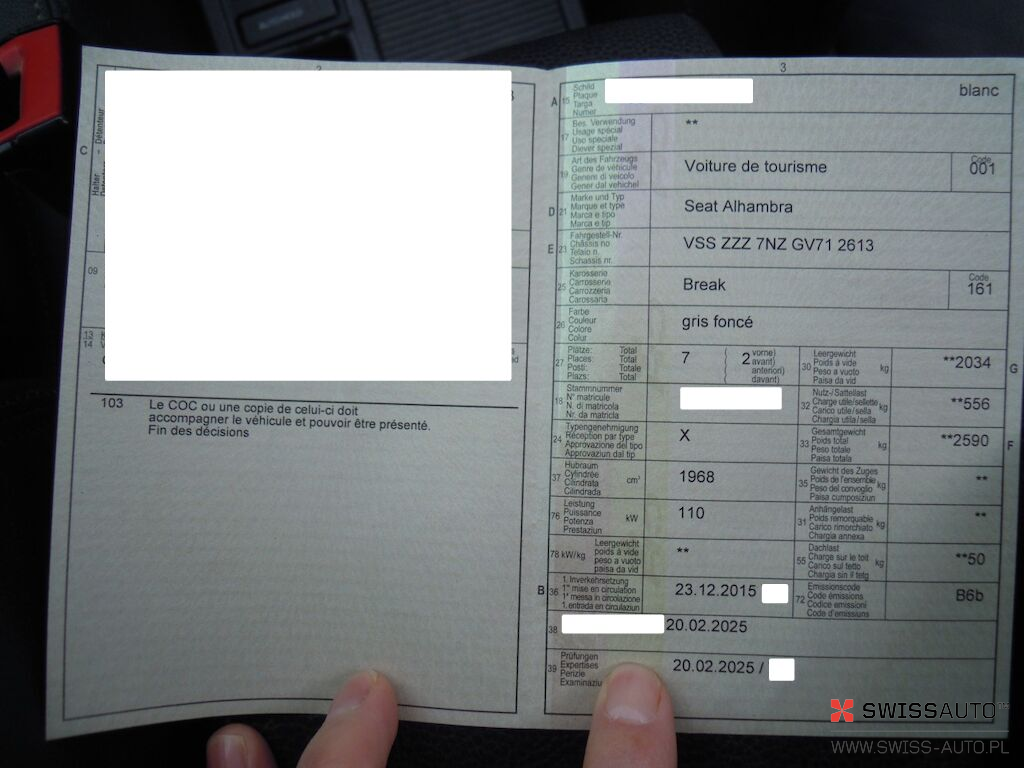 3
C
Halter - Détenteur
09
13
14
103 Le COC ou une copie de celui-ci doit
accompagner le véhicule et pouvoir être présenté.
Fin des décisions
A 15 Schild
Plaque
Targa
Numer
blanc
17 Bes. Verwendung
Usage spécial
Uso speciale
Diever spezial
**
19 Art des Fahrzeugs
Genre de véhicule
Genere di veicolo
Gener dal vehichel
Voiture de tourisme
Code
001
D 21 Marke und Typ
Marque et type
Marca e tipo
Marca e tip
Seat Alhambra
E 23 Fahrgestell-Nr.
Châssis no
Telaio n.
Schassis nr.
VSS ZZZ 7NZ GV71 2613
25 Karosserie
Carrosserie
Carrozzeria
Carossaria
Break
Code
161
26 Farbe
Couleur
Colore
Colur
gris foncé
27 Plätze: Total
Places: Total
Posti: Totale
Plazs: Total
7
( 2 vorne)
( avant)
( anteriori)
( davant)
30 Leergewicht
Poids à vide
Peso a vuoto
Paisa da vid
kg
**2034
G
18 Stammnummer
N° matricule
N. di matricola
Nr. da matricla
32 Nutz-/Sattellast
Charge utile/sellette
Carico utile/sella
Chargia utila/sella
kg
**556
24 Typengenehmigung
Réception par type
Approvazione del tipo
Approvaziun dal tip
X
33 Gesamtgewicht
Poids total
Peso totale
Paisa totala
kg
**2590
F
37 Hubraum
Cylindrée
Cilindrata
Cilindrada
cm³
1968
35 Gewicht des Zuges
Poids de l'ensemble
Peso del convoglio
Paisa cumposiziun
kg
**
76 Leistung
Puissance
Potenza
Prestaziun
kW
110
31 Anhängelast
Poids remorquable
Carico rimorchiato
Chargia annexa
kg
**
78 kW/kg Leergewicht
poids à vide
peso a vuoto
paisa da vid
**
55 Dachlast
Charge sur le toit
Carico sul tetto
Chargia sin il tetg
kg
**50
B 36 1. Inverkehrsetzung
1re mise en circulation
1a messa in circolazione
1. entrada en circulaziun
23.12.2015
72 Emissionscode
Code émissions
Codice emissioni
Code d'emissiuns
B6b
38 20.02.2025
39 Prüfungen
Expertises
Perizie
Examinaziu
20.02.2025 /
SWISSAUTO
WWW.SWISS-AUTO.PL